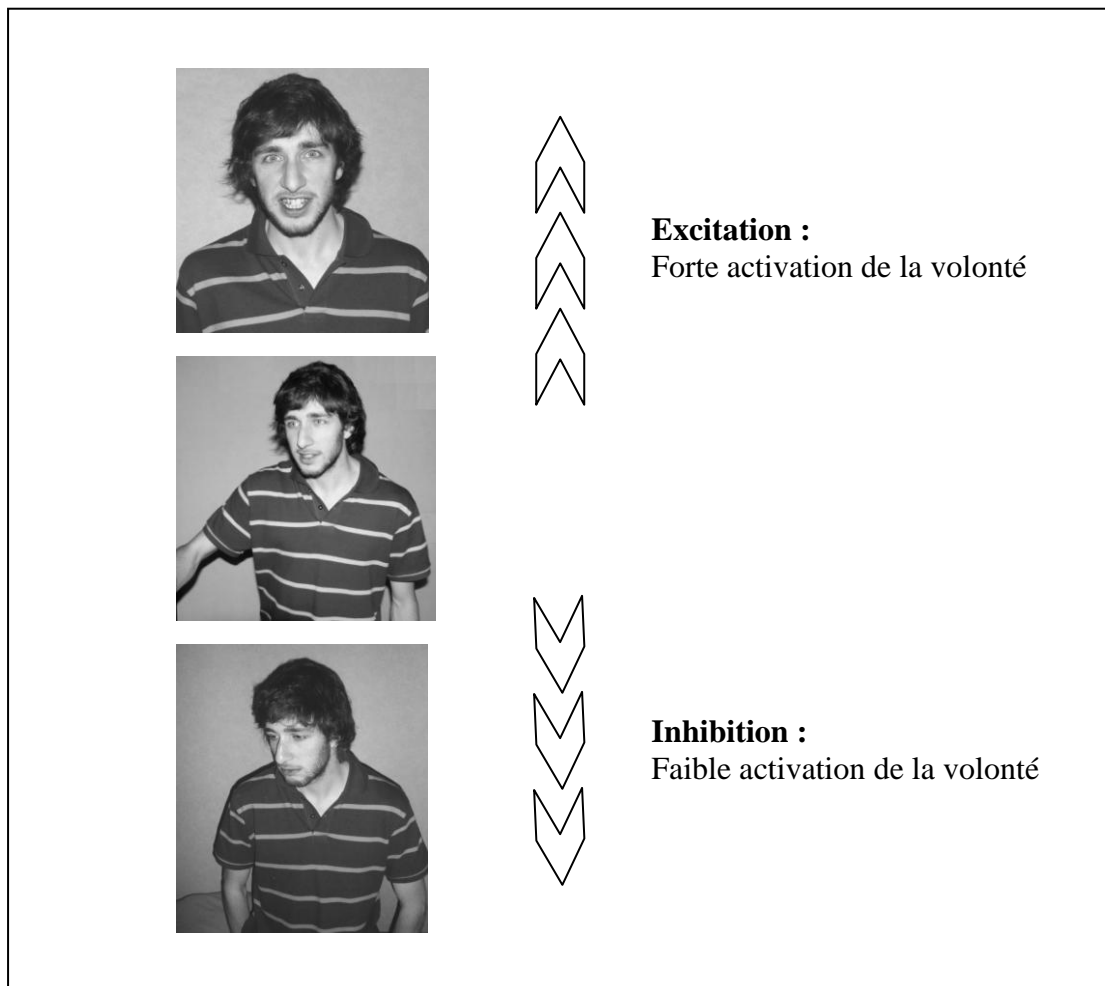 Excitation :
Forte activation de la volonté
Inhibition :
Faible activation de la volonté